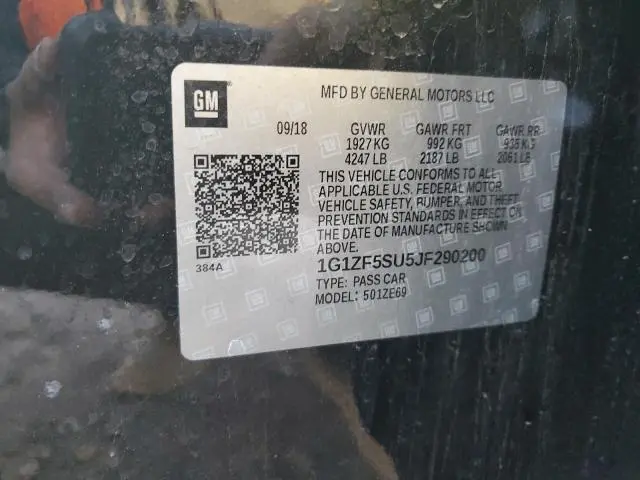 GM
MFD BY GENERAL MOTORS LLC
09/18 GVWR GAWR FRT GAWR RR
1927 KG 992 KG 935 KG
4247 LB 2187 LB 2061 LB
THIS VEHICLE CONFORMS TO ALL
APPLICABLE U.S. FEDERAL MOTOR
VEHICLE SAFETY, BUMPER, AND THEFT
PREVENTION STANDARDS IN EFFECT ON
THE DATE OF MANUFACTURE SHOWN
ABOVE.
384A
1G1ZF5SU5JF290200
TYPE: PASS CAR
MODEL: 501ZE69